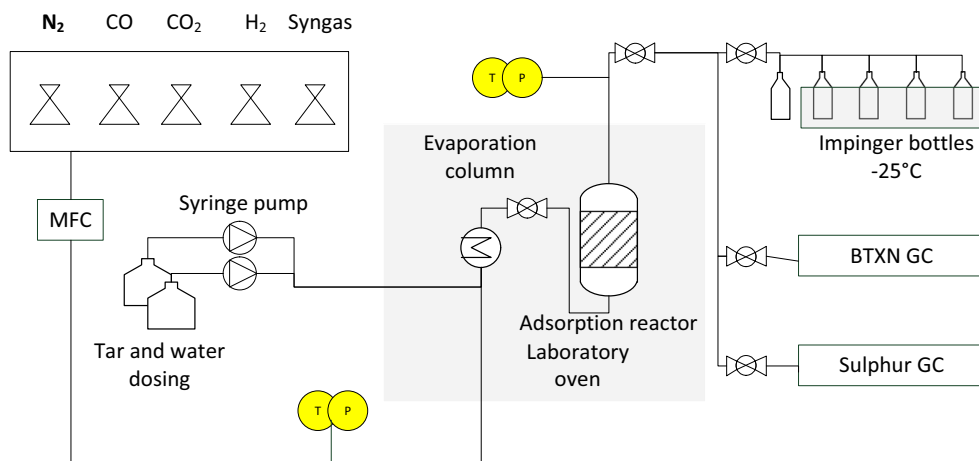 N₂ CO CO₂ H₂ Syngas
T P
Impinger bottles
-25°C
Evaporation
column
MFC
Syringe pump
BTXN GC
Adsorption reactor
Laboratory
oven
Tar and water
dosing
Sulphur GC
T P